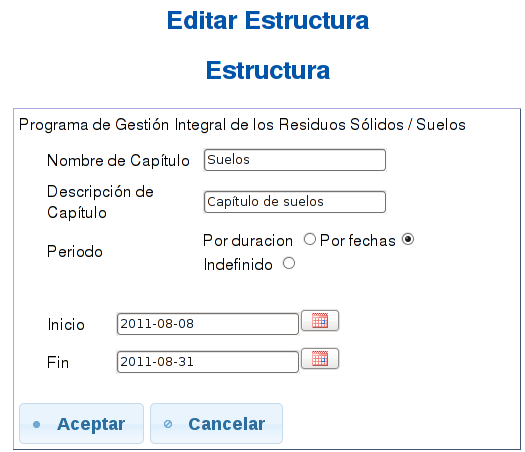 Editar Estructura
Estructura
Programa de Gestión Integral de los Residuos Sólidos / Suelos
Nombre de Capítulo Suelos
Descripción de
Capítulo Capítulo de suelos
Periodo Por duracion Por fechas
Indefinido
Inicio 2011-08-08
Fin 2011-08-31
Aceptar Cancelar